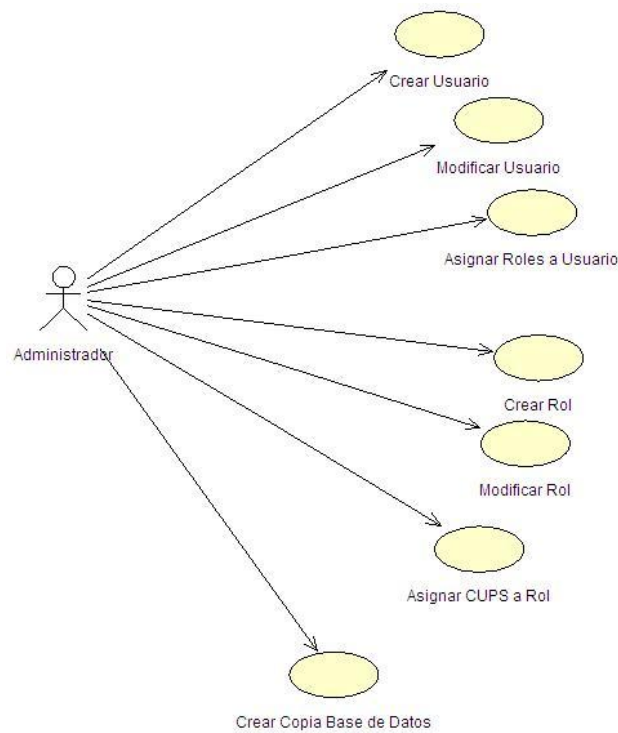 Crear Usuario
Modificar Usuario
Asignar Roles a Usuario
Administrador
Crear Rol
Modificar Rol
Asignar CUPS a Rol
Crear Copia Base de Datos